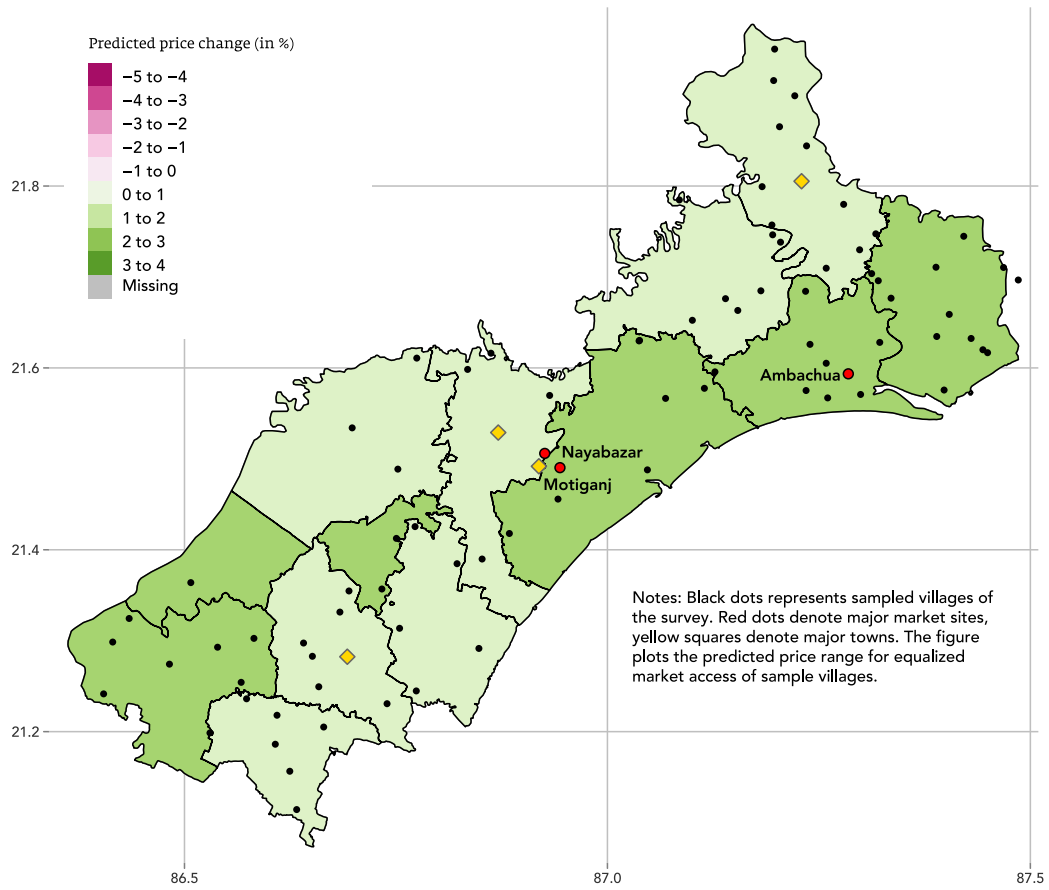 Predicted price change (in %)
−5 to −4
−4 to −3
−3 to −2
−2 to −1
−1 to 0
0 to 1
1 to 2
2 to 3
3 to 4
Missing
21.8
21.6
21.4
21.2
86.5
87.0
87.5
Ambachua
Nayabazar
Motiganj
Notes: Black dots represents sampled villages of
the survey. Red dots denote major market sites,
yellow squares denote major towns. The figure
plots the predicted price range for equalized
market access of sample villages.